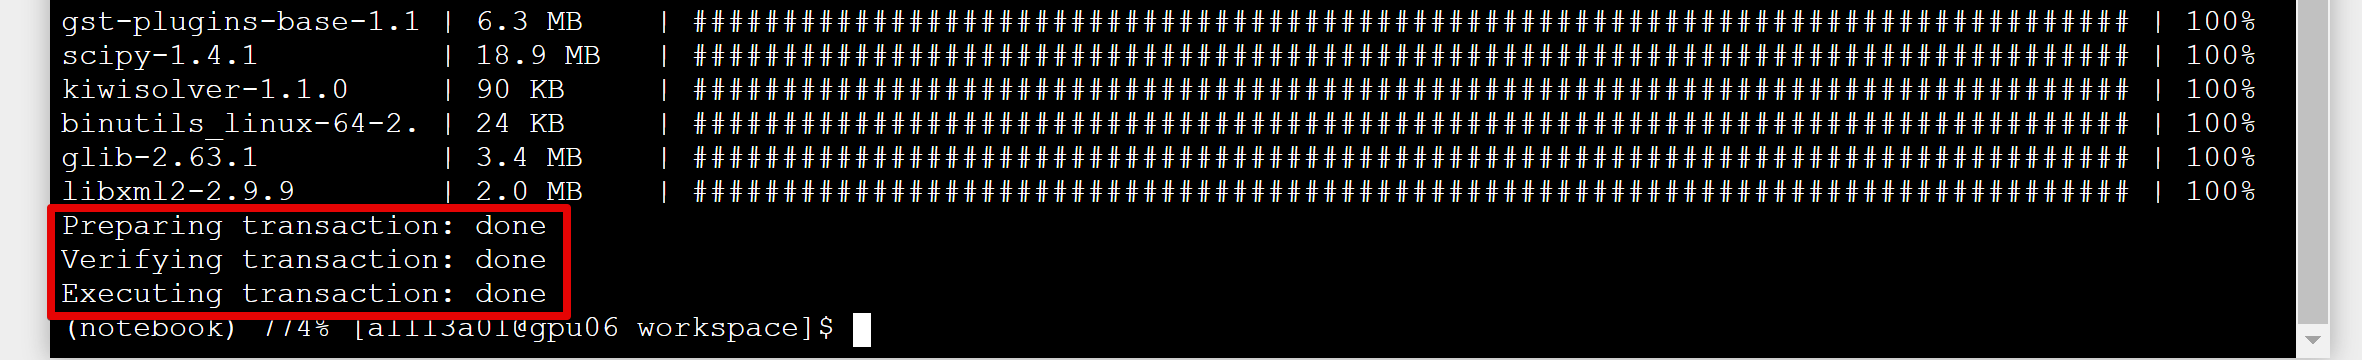 gst-plugins-base-1.1 | 6.3 MB | ################################################################################ | 100%
scipy-1.4.1 | 18.9 MB | ################################################################################ | 100%
kiwisolver-1.1.0 | 90 KB | ################################################################################ | 100%
binutils_linux-64-2. | 24 KB | ################################################################################ | 100%
glib-2.63.1 | 3.4 MB | ################################################################################ | 100%
libxml2-2.9.9 | 2.0 MB | ################################################################################ | 100%
Preparing transaction: done
Verifying transaction: done
Executing transaction: done
(notebook) 774% workspace]$